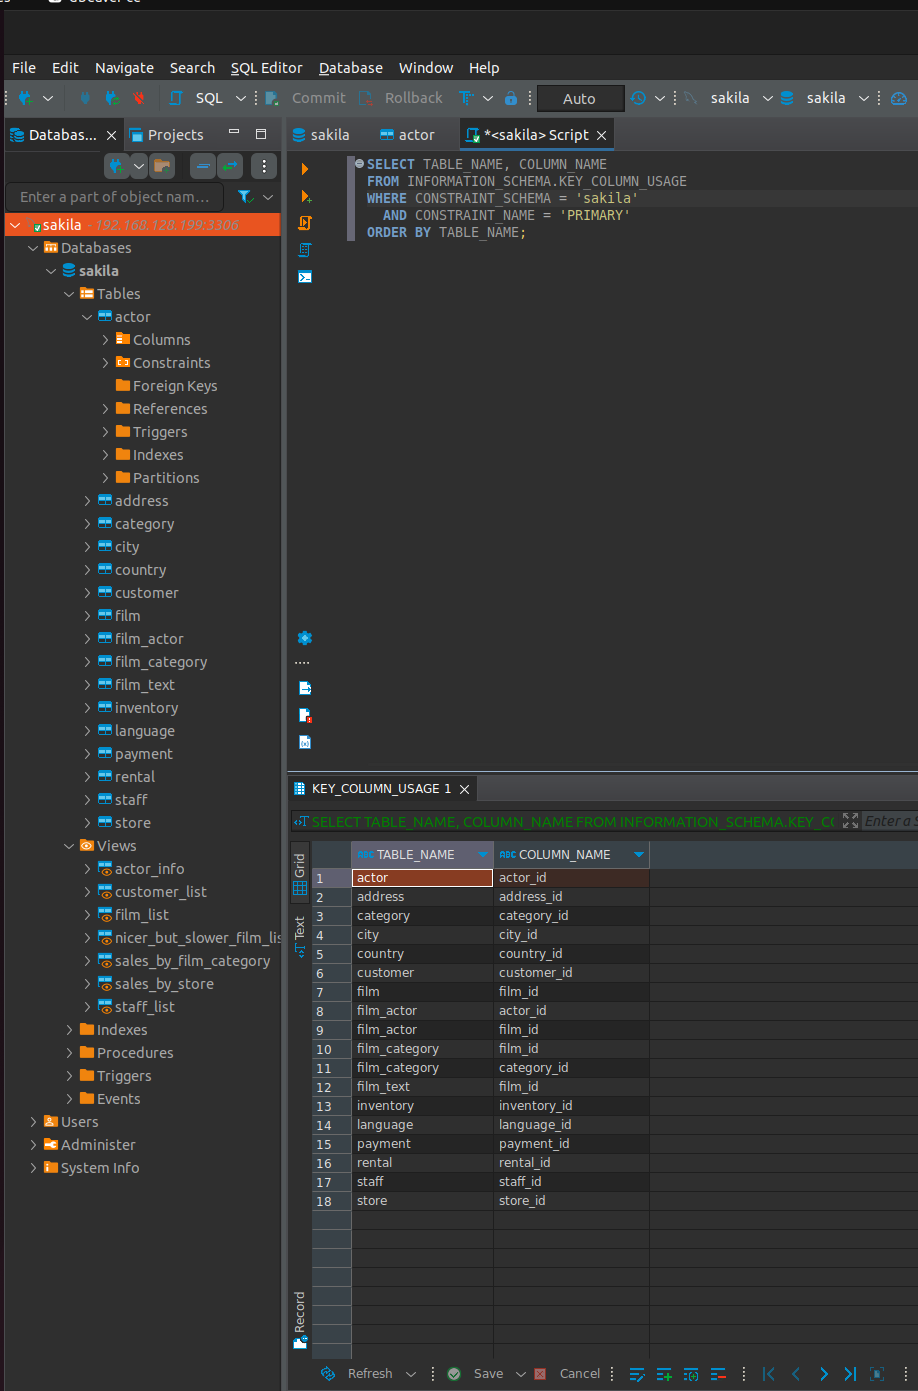 File Edit Navigate Search SQL Editor Database Window Help
SQL Commit Rollback Auto sakila sakila
Databas... Projects
Enter a part of object nam...
sakila - 192.168.128.199:3306
Databases
sakila
Tables
actor
Columns
Constraints
Foreign Keys
References
Triggers
Indexes
Partitions
address
category
city
country
customer
film
film_actor
film_category
film_text
inventory
language
payment
rental
staff
store
Views
actor_info
customer_list
film_list
nicer_but_slower_film_lis
sales_by_film_category
sales_by_store
staff_list
Indexes
Procedures
Triggers
Events
Users
Administer
System Info
sakila actor *<sakila> Script
SELECT TABLE_NAME, COLUMN_NAME
FROM INFORMATION_SCHEMA.KEY_COLUMN_USAGE
WHERE CONSTRAINT_SCHEMA = 'sakila'
AND CONSTRAINT_NAME = 'PRIMARY'
ORDER BY TABLE_NAME;
KEY_COLUMN_USAGE 1
SELECT TABLE_NAME, COLUMN_NAME FROM INFORMATION_SCHEMA.KEY_CO Enter a S
Grid
Text
Record
ABC TABLE_NAME ABC COLUMN_NAME
1 actor actor_id
2 address address_id
3 category category_id
4 city city_id
5 country country_id
6 customer customer_id
7 film film_id
8 film_actor actor_id
9 film_actor film_id
10 film_category film_id
11 film_category category_id
12 film_text film_id
13 inventory inventory_id
14 language language_id
15 payment payment_id
16 rental rental_id
17 staff staff_id
18 store store_id
Refresh Save Cancel